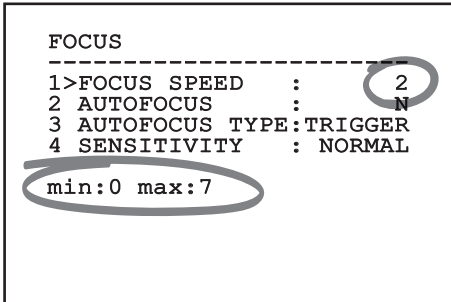 FOCUS
--------------------------
1>FOCUS SPEED   :      2
2 AUTOFOCUS     :      N
3 AUTOFOCUS TYPE:TRIGGER
4 SENSITIVITY   : NORMAL
min:0 max:7